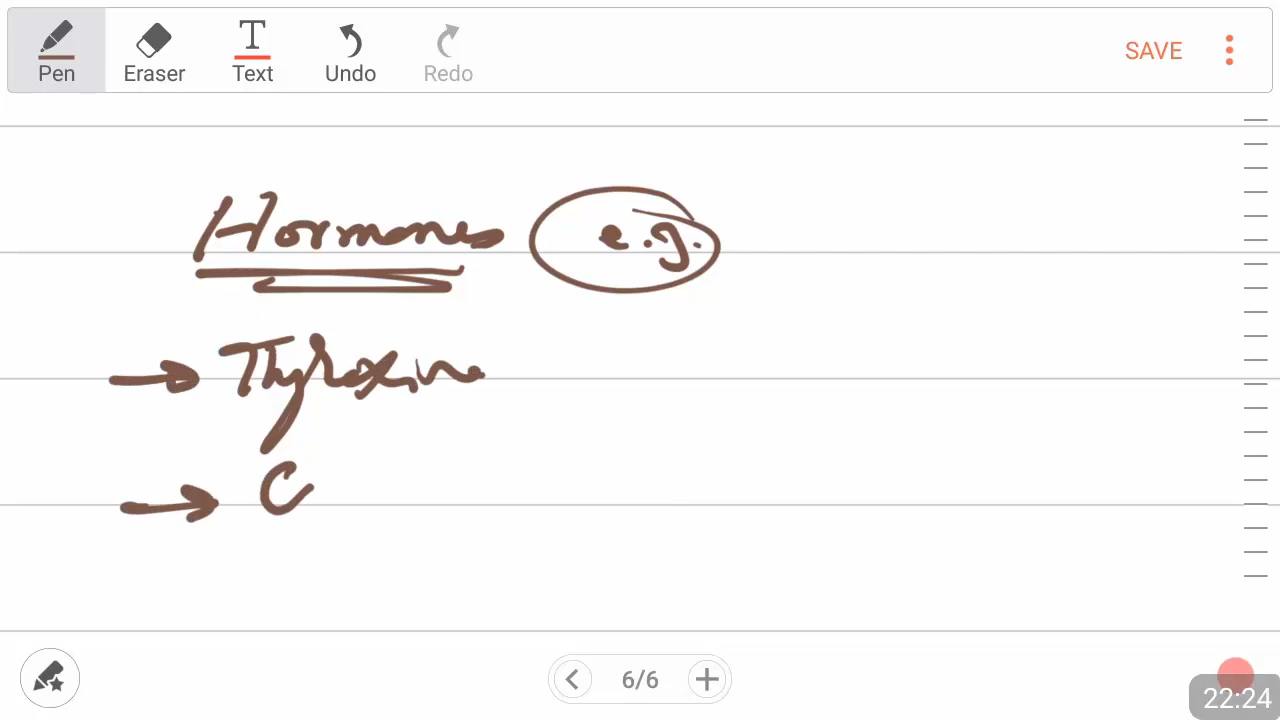 Pen Eraser Text Undo Redo SAVE
Hormones e.g.
Thyroxine
C
6/6
22:24